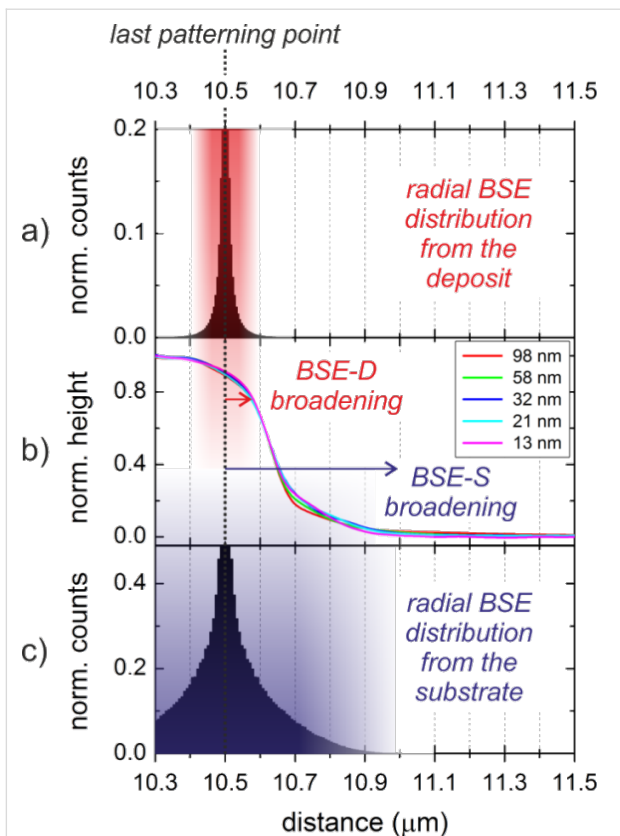 last patterning point
10.3 10.5 10.7 10.9 11.1 11.3 11.5
a)
norm. counts
0.2
0.1
0.0
radial BSE
distribution
from the
deposit
b)
norm. height
0.8
0.4
0.0
BSE-D
broadening
98 nm
58 nm
32 nm
21 nm
13 nm
BSE-S
broadening
c)
norm. counts
0.4
0.2
0.0
radial BSE
distribution
from the
substrate
10.3 10.5 10.7 10.9 11.1 11.3 11.5
distance (μm)